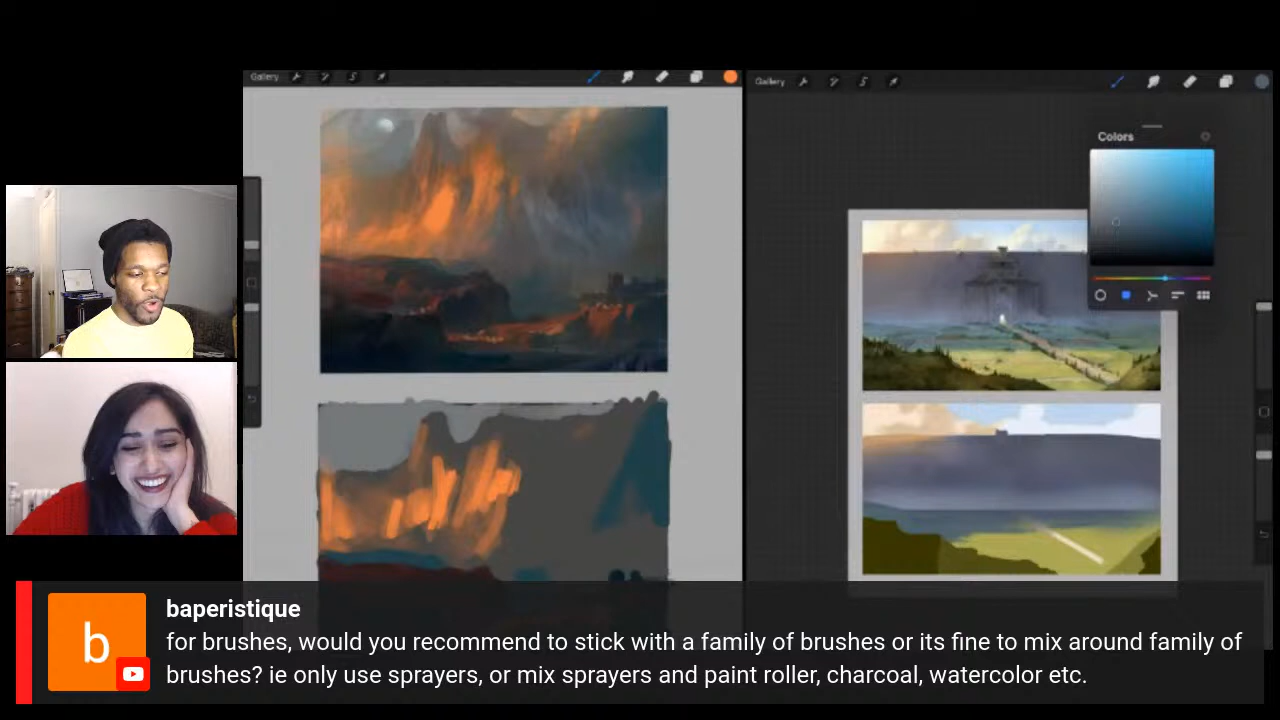 Gallery
Gallery
Colors
b
baperistique
for brushes, would you recommend to stick with a family of brushes or its fine to mix around family of
brushes? ie only use sprayers, or mix sprayers and paint roller, charcoal, watercolor etc.